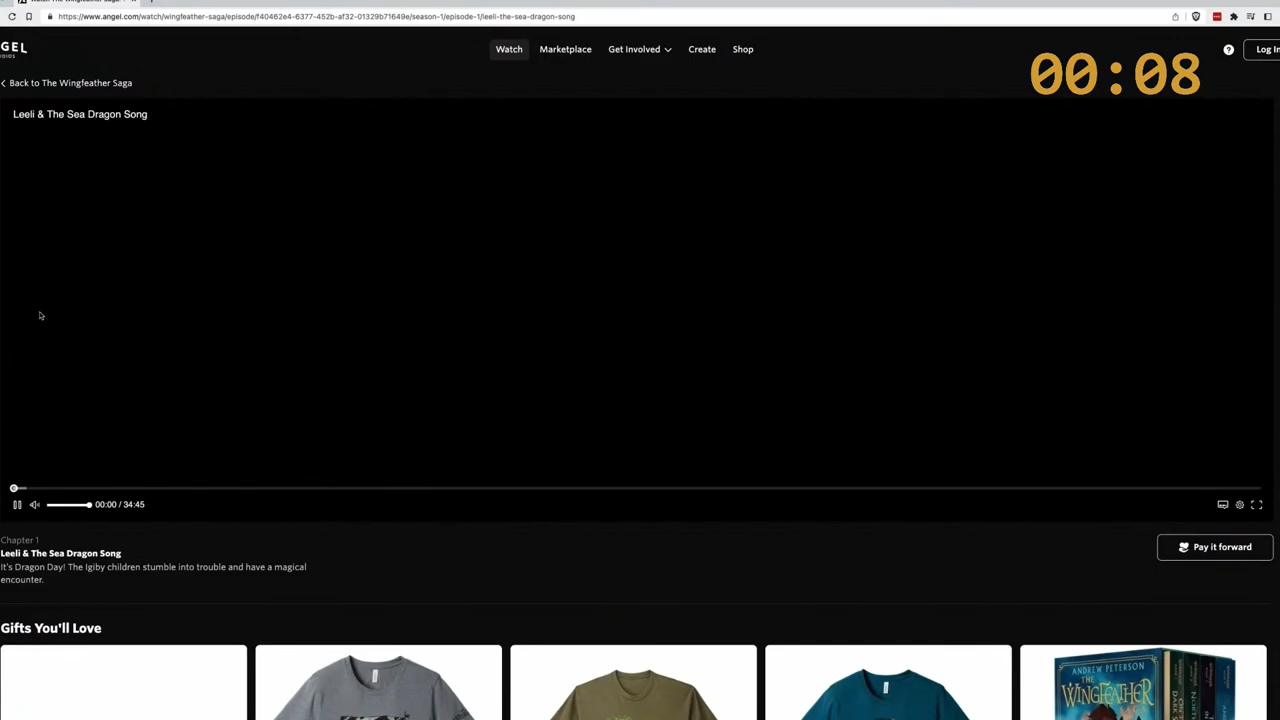 https://www.angel.com/watch/wingfeather-saga/episode/f40462e4-6377-452b-af32-01329b71649e/season-1/episode-1/leeli-the-sea-dragon-song
GEL
Watch
Marketplace
Get Involved
Create
Shop
Log In
00:08
Back to The Wingfeather Saga
Leeli & The Sea Dragon Song
00:00 / 34:45
Chapter 1
Leeli & The Sea Dragon Song
It's Dragon Day! The Igiby children stumble into trouble and have a magical
encounter.
Pay it forward
Gifts You'll Love
ANDREW PETERSON
THE
WINGFEATHER